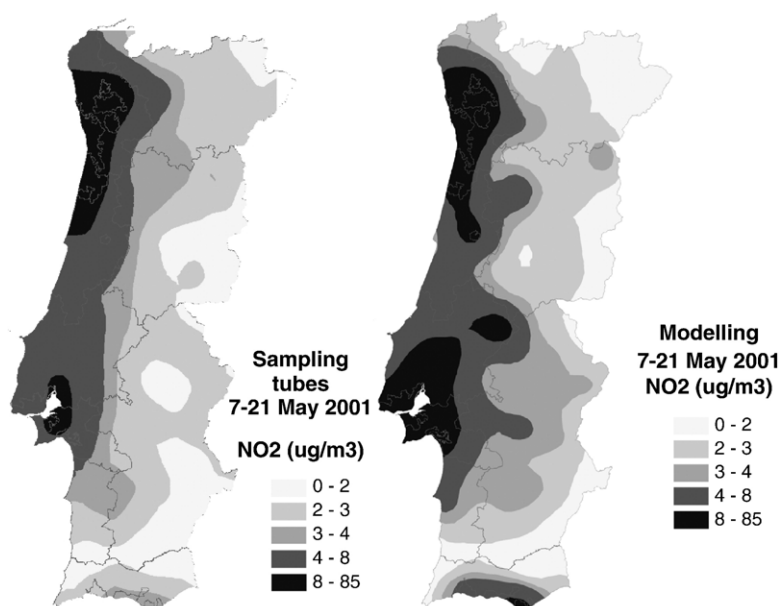 Sampling
tubes
7-21 May 2001
NO2 (ug/m3)
0 - 2
2 - 3
3 - 4
4 - 8
8 - 85
Modelling
7-21 May 2001
NO2 (ug/m3)
0 - 2
2 - 3
3 - 4
4 - 8
8 - 85